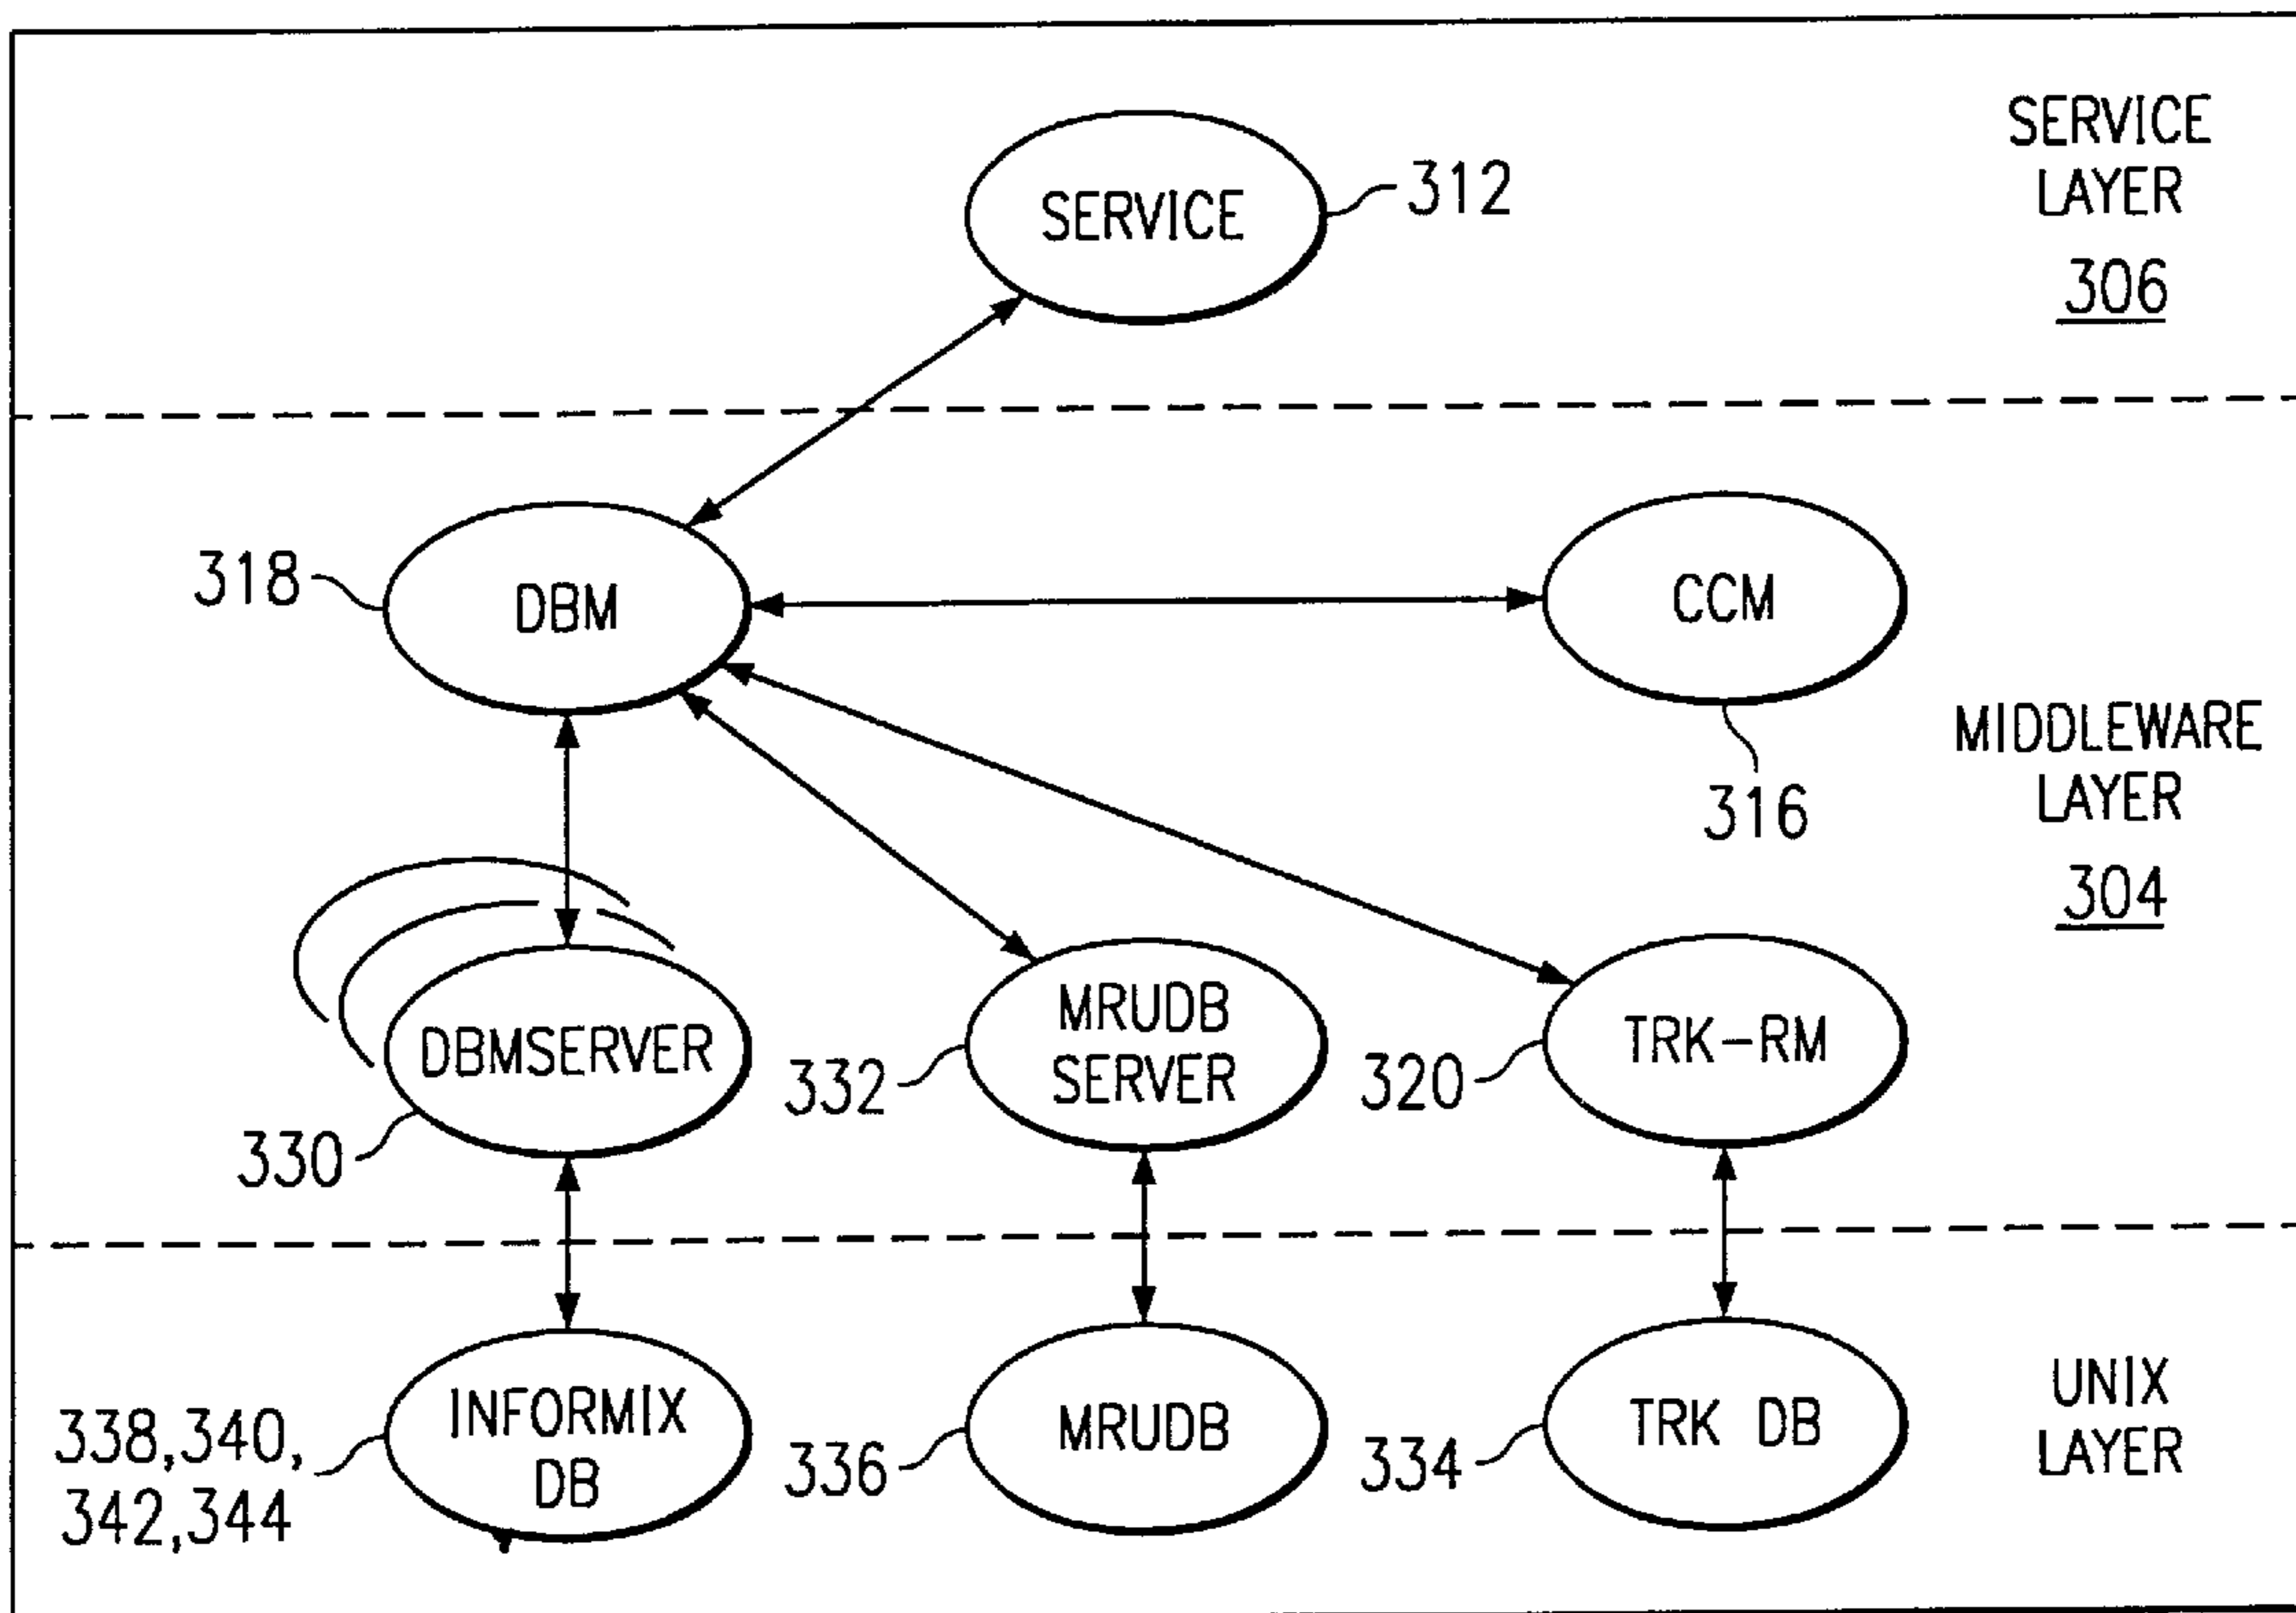 SERVICE
LAYER
306
SERVICE
312
318
DBM
CCM
316
MIDDLEWARE
LAYER
304
DBMSERVER
330
MRUDB
SERVER
332
TRK-RM
320
INFORMIX
DB
338,340,
342,344
MRUDB
336
TRK DB
334
UNIX
LAYER